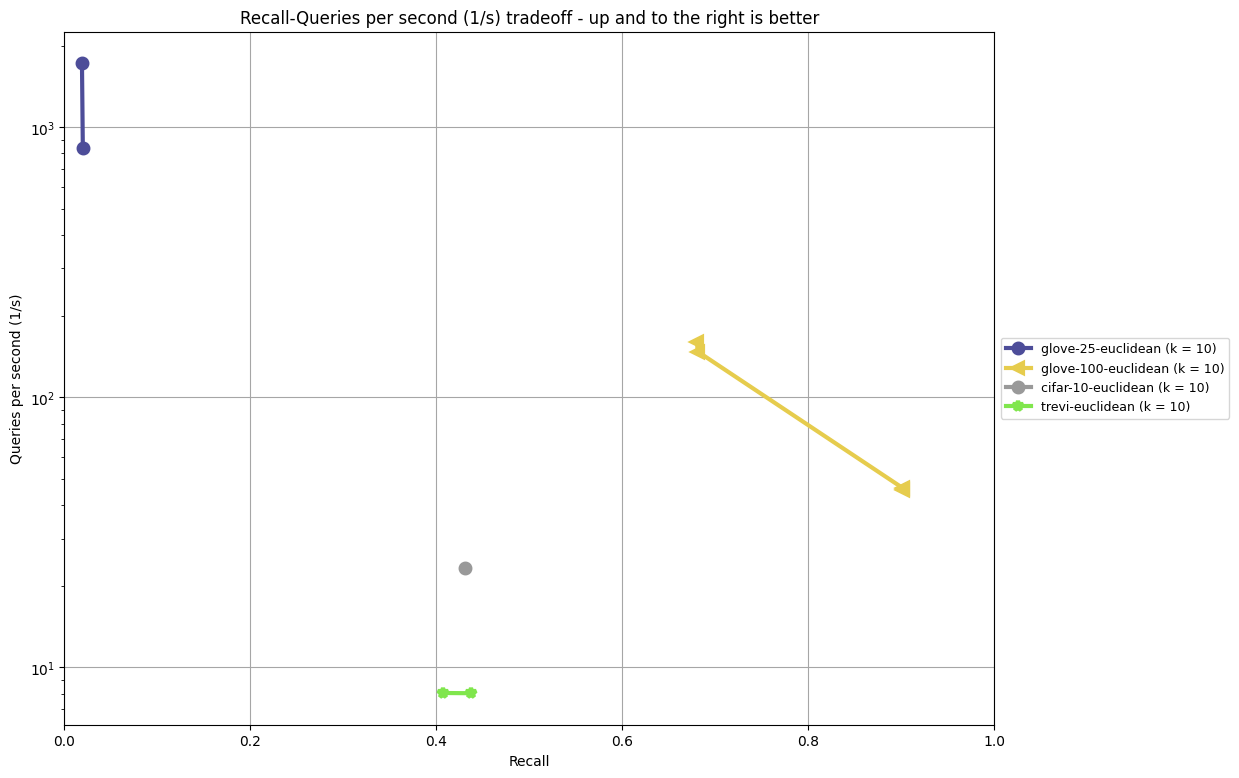 Recall-Queries per second (1/s) tradeoff - up and to the right is better
Queries per second (1/s)
10³
10²
10¹
0.0 0.2 0.4 0.6 0.8 1.0
Recall
glove-25-euclidean (k = 10)
glove-100-euclidean (k = 10)
cifar-10-euclidean (k = 10)
trevi-euclidean (k = 10)